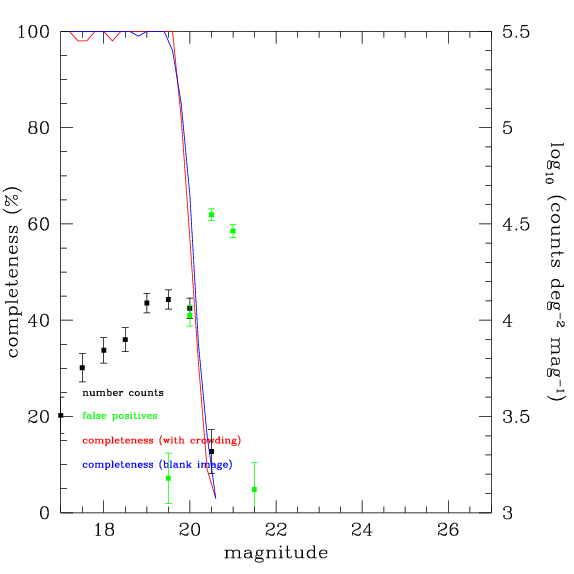 100
80
60
40
20
0
completeness (%)
5.5
5
4.5
4
3.5
3
log10 (counts deg−2 mag−1)
number counts
false positives
completeness (with crowding)
completeness (blank image)
18 20 22 24 26
magnitude